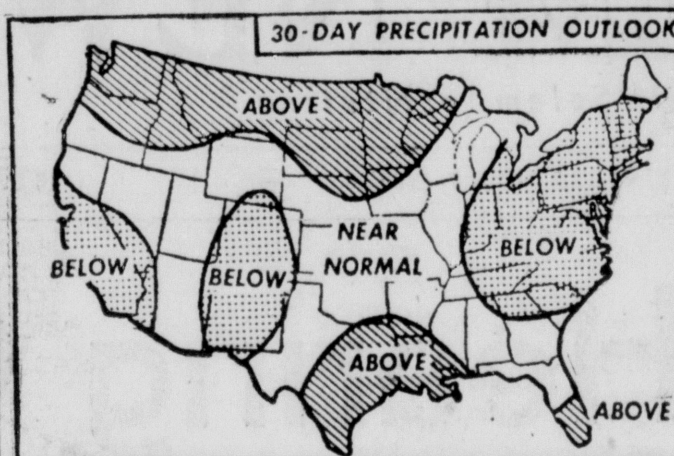 30-DAY PRECIPITATION OUTLOOK
ABOVE
NEAR
NORMAL
BELOW
BELOW
BELOW
ABOVE
ABOVE